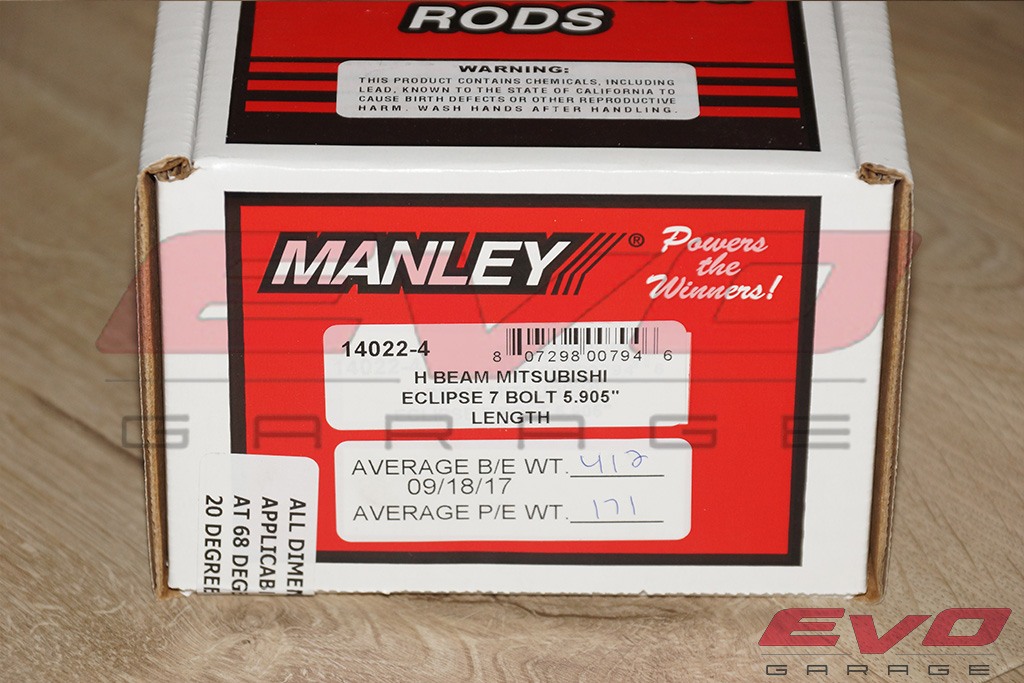 RODS
WARNING:
THIS PRODUCT CONTAINS CHEMICALS, INCLUDING
LEAD, KNOWN TO THE STATE OF CALIFORNIA TO
CAUSE BIRTH DEFECTS OR OTHER REPRODUCTIVE
HARM. WASH HANDS AFTER HANDLING.
MANLEY®
Powers
the
Winners!
14022-4
8 07298 00794 6
H BEAM MITSUBISHI
ECLIPSE 7 BOLT 5.905"
LENGTH
AVERAGE B/E WT. 412
09/18/17
AVERAGE P/E WT. 171
ALL DIMEN
APPLICAB
AT 68 DEG
20 DEGREE
EVO
GARAGE
EVO
GARAGE